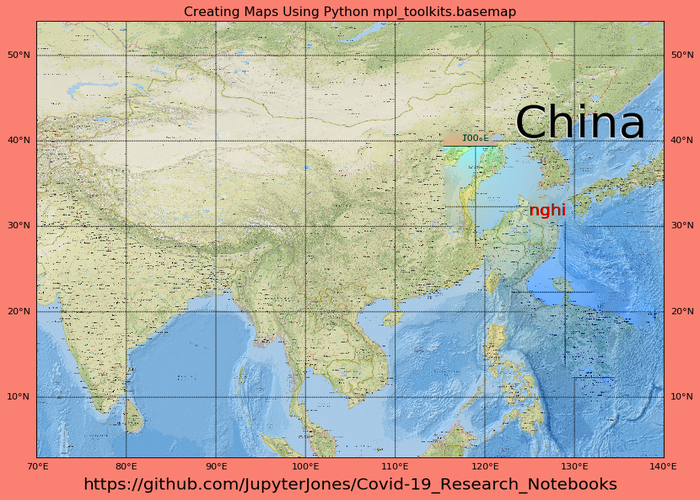 Creating Maps Using Python mpl_toolkits.basemap
50°N
50°N
China
40°N
40°N
nghi
30°N
30°N
20°N
20°N
10°N
10°N
70°E
80°E
90°E
100°E
110°E
120°E
130°E
140°E
https://github.com/JupyterJones/Covid-19_Research_Notebooks